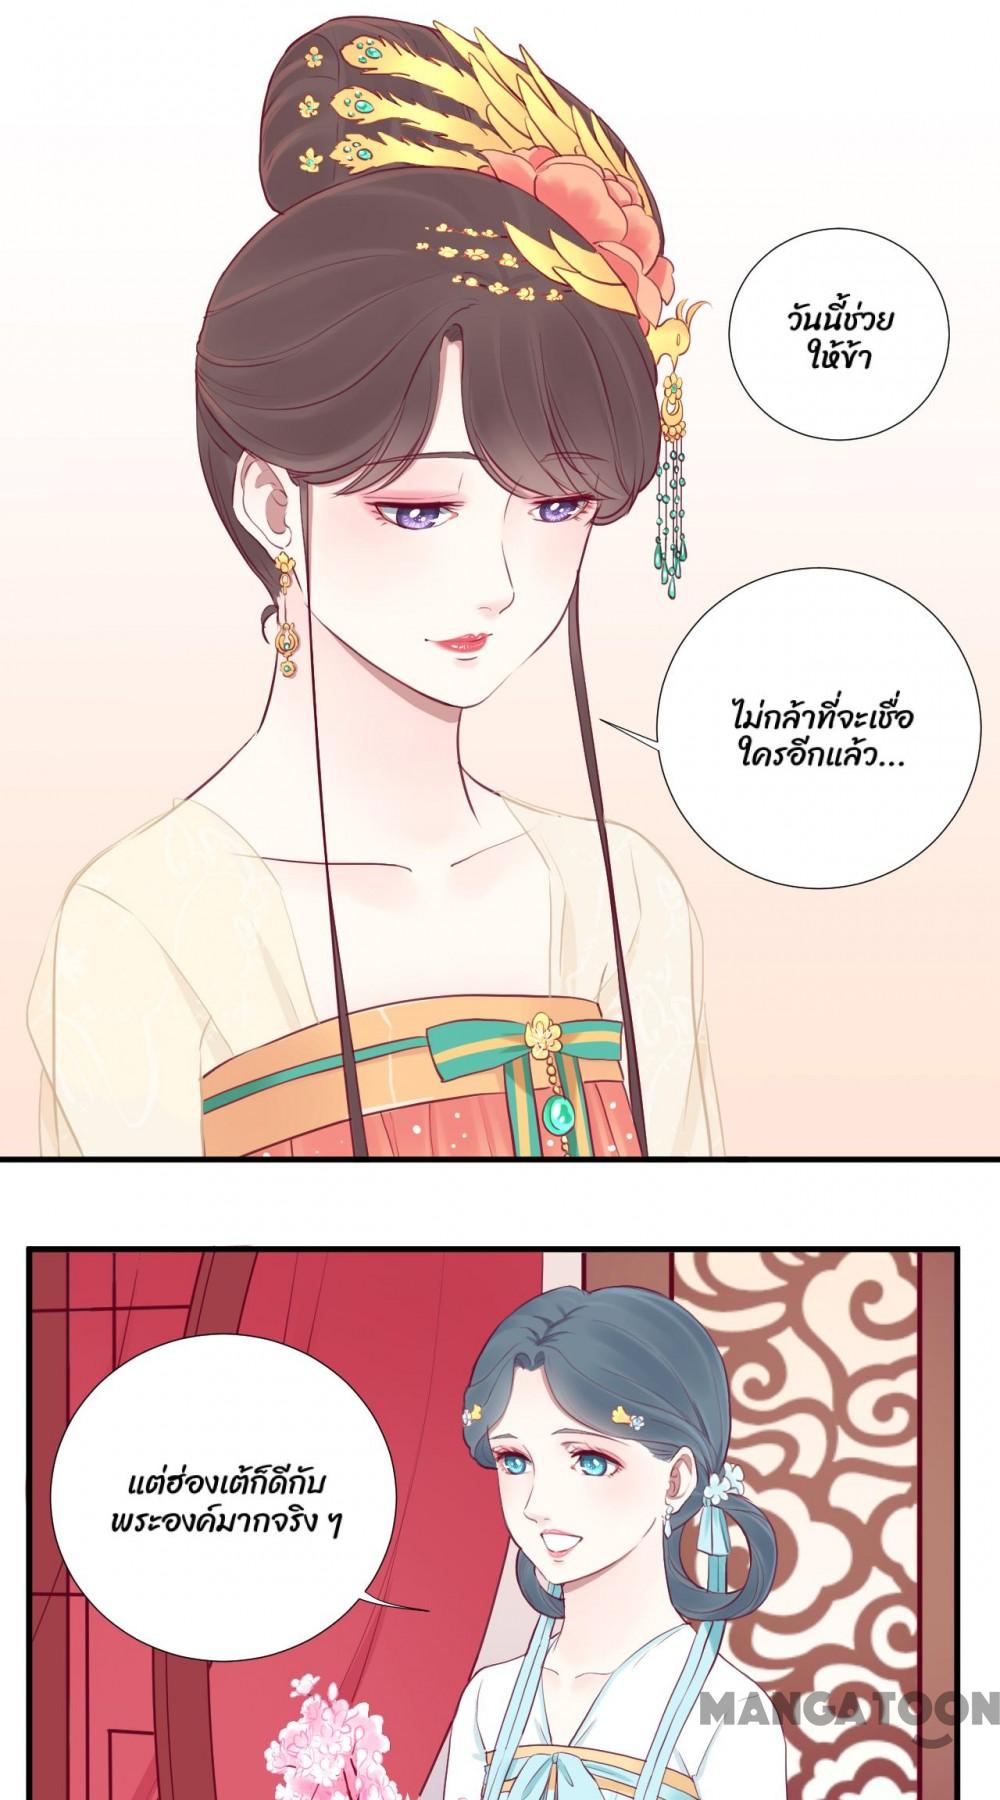 วันนี้ช่วย
ให้ข้า
ไม่กล้าที่จะเชื่อ
ใครอีกแล้ว...
แต่ฮ่องเต้ก็ดีกับ
พระองค์มากจริง ๆ
MANGATOON